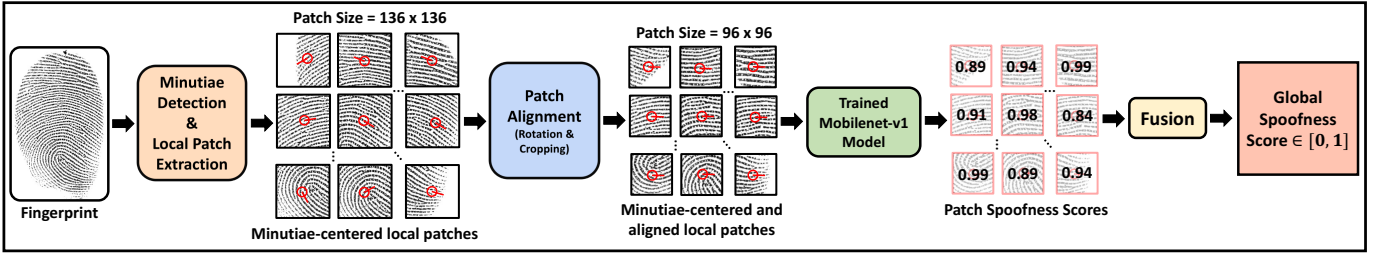 Fingerprint
Minutiae
Detection
&
Local Patch
Extraction
Patch Size = 136 x 136
Minutiae-centered local patches
Patch
Alignment
(Rotation &
Cropping)
Patch Size = 96 x 96
Minutiae-centered and
aligned local patches
Trained
Mobilenet-v1
Model
0.89 0.94 0.99
0.91 0.98 0.84
0.99 0.89 0.94
Patch Spoofness Scores
Fusion
Global
Spoofness
Score ∈ [0, 1]